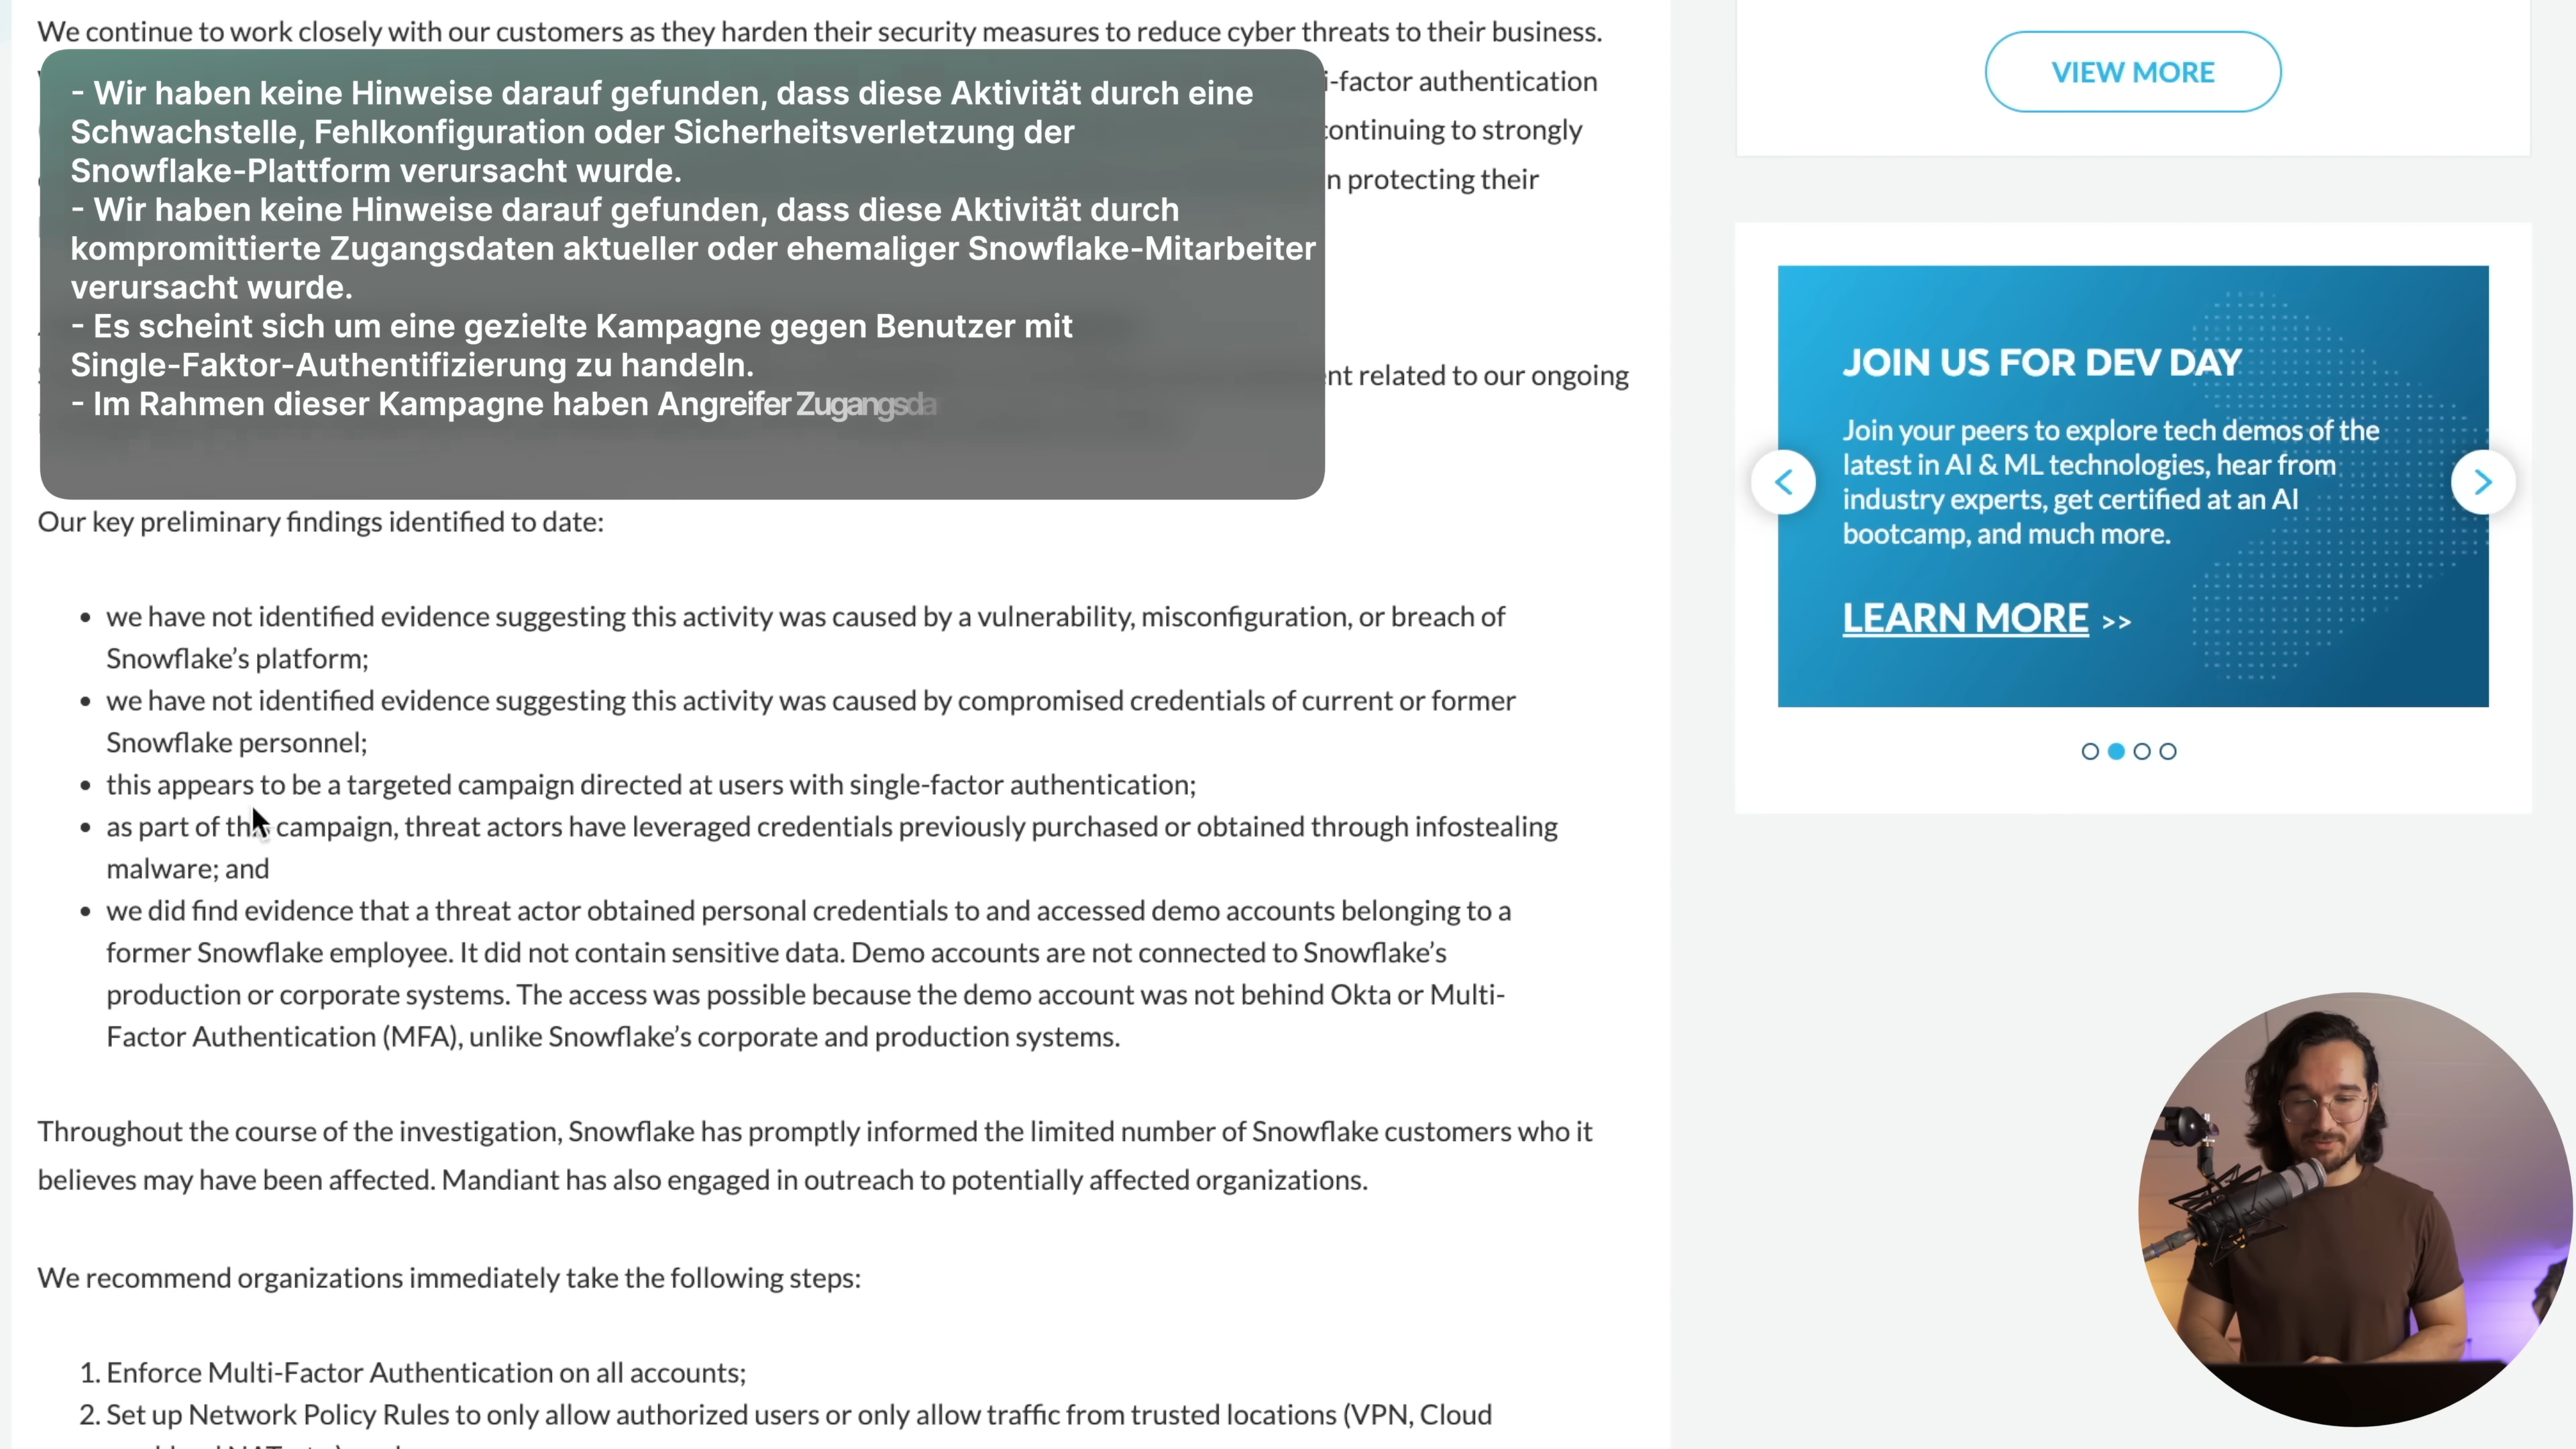 We continue to work closely with our customers as they harden their security measures to reduce cyber threats to their business.
i-factor authentication
continuing to strongly
n protecting their
nt related to our ongoing
- Wir haben keine Hinweise darauf gefunden, dass diese Aktivität durch eine
Schwachstelle, Fehlkonfiguration oder Sicherheitsverletzung der
Snowflake-Plattform verursacht wurde.
- Wir haben keine Hinweise darauf gefunden, dass diese Aktivität durch
kompromittierte Zugangsdaten aktueller oder ehemaliger Snowflake-Mitarbeiter
verursacht wurde.
- Es scheint sich um eine gezielte Kampagne gegen Benutzer mit
Single-Faktor-Authentifizierung zu handeln.
- Im Rahmen dieser Kampagne haben Angreifer Zugangsda
Our key preliminary findings identified to date:
• we have not identified evidence suggesting this activity was caused by a vulnerability, misconfiguration, or breach of
Snowflake’s platform;
• we have not identified evidence suggesting this activity was caused by compromised credentials of current or former
Snowflake personnel;
• this appears to be a targeted campaign directed at users with single-factor authentication;
• as part of this campaign, threat actors have leveraged credentials previously purchased or obtained through infostealing
malware; and
• we did find evidence that a threat actor obtained personal credentials to and accessed demo accounts belonging to a
former Snowflake employee. It did not contain sensitive data. Demo accounts are not connected to Snowflake’s
production or corporate systems. The access was possible because the demo account was not behind Okta or Multi-
Factor Authentication (MFA), unlike Snowflake’s corporate and production systems.
Throughout the course of the investigation, Snowflake has promptly informed the limited number of Snowflake customers who it
believes may have been affected. Mandiant has also engaged in outreach to potentially affected organizations.
We recommend organizations immediately take the following steps:
1. Enforce Multi-Factor Authentication on all accounts;
2. Set up Network Policy Rules to only allow authorized users or only allow traffic from trusted locations (VPN, Cloud
VIEW MORE
JOIN US FOR DEV DAY
Join your peers to explore tech demos of the
latest in AI & ML technologies, hear from
industry experts, get certified at an AI
bootcamp, and much more.
LEARN MORE >>